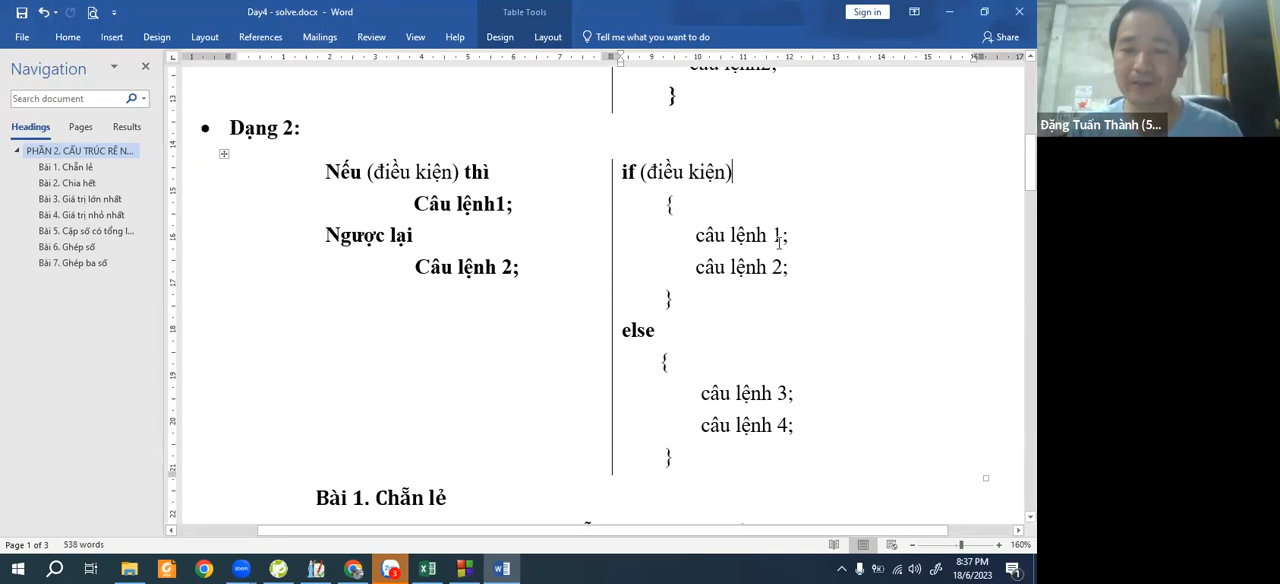 Day4 - solve.docx - Word
Table Tools
Sign in
File Home Insert Design Layout References Mailings Review View Help Design Layout Tell me what you want to do Share
Navigation
Search document
Headings Pages Results
PHẦN 2. CẤU TRÚC RẼ N...
Bài 1. Chẵn lẻ
Bài 2. Chia hết
Bài 3. Giá trị lớn nhất
Bài 4. Giá trị nhỏ nhất
Bài 5. Cặp số có tổng l...
Bài 6. Ghép số
Bài 7. Ghép ba số
}
Dạng 2:
Nếu (điều kiện) thì
Câu lệnh1;
Ngược lại
Câu lệnh 2;
if (điều kiện)
{
câu lệnh 1;
câu lệnh 2;
}
else
{
câu lệnh 3;
câu lệnh 4;
}
Bài 1. Chẵn lẻ
Đặng Tuấn Thành (5...
Page 1 of 3 538 words
160%
8:37 PM
18/6/2023